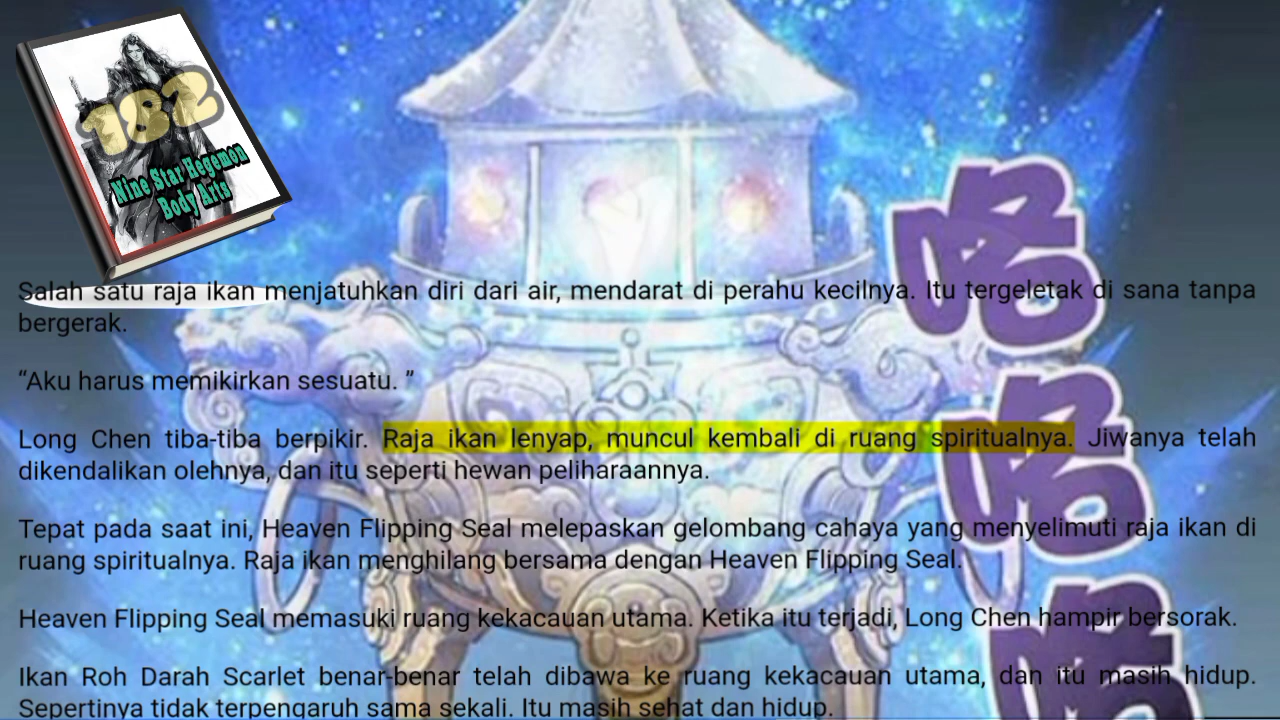 182
Nine Star Hegemon
Body Arts
Salah satu raja ikan menjatuhkan diri dari air, mendarat di perahu kecilnya. Itu tergeletak di sana tanpa
bergerak.
“Aku harus memikirkan sesuatu. ”
Long Chen tiba-tiba berpikir. Raja ikan lenyap, muncul kembali di ruang spiritualnya. Jiwanya telah
dikendalikan olehnya, dan itu seperti hewan peliharaannya.
Tepat pada saat ini, Heaven Flipping Seal melepaskan gelombang cahaya yang menyelimuti raja ikan di
ruang spiritualnya. Raja ikan menghilang bersama dengan Heaven Flipping Seal.
Heaven Flipping Seal memasuki ruang kekacauan utama. Ketika itu terjadi, Long Chen hampir bersorak.
Ikan Roh Darah Scarlet benar-benar telah dibawa ke ruang kekacauan utama, dan itu masih hidup.
Sepertinya tidak terpengaruh sama sekali. Itu masih sehat dan hidup.